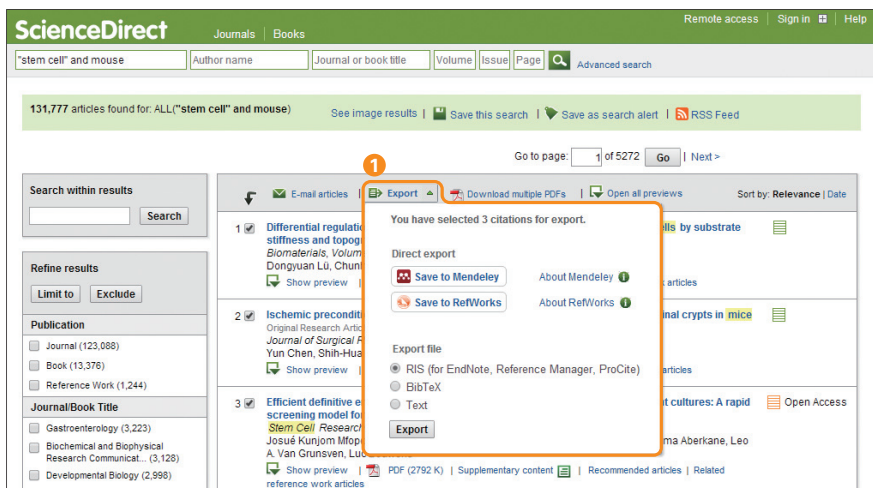 ScienceDirect
Journals | Books
Remote access | Sign in | Help
"stem cell" and mouse
Author name
Journal or book title
Volume
Issue
Page
Advanced search
131,777 articles found for: ALL("stem cell" and mouse)
See image results | Save this search | Save as search alert | RSS Feed
Go to page: 1 of 5272 Go | Next >
1
Search within results
Search
Refine results
Limit to
Exclude
Publication
Journal (123,088)
Book (13,376)
Reference Work (1,244)
Journal/Book Title
Gastroenterology (3,223)
Biochemical and Biophysical
Research Communicat... (3,128)
Developmental Biology (2,998)
E-mail articles | Export | Download multiple PDFs | Open all previews
Sort by: Relevance | Date
You have selected 3 citations for export.
Direct export
Save to Mendeley
About Mendeley
Save to RefWorks
About RefWorks
Export file
RIS (for EndNote, Reference Manager, ProCite)
BibTeX
Text
Export
1
Differential regulatio
by substrate
stiffness and topog
Biomaterials, Volum
Dongyuan Lü, Chunl
Show preview |
articles
2
Ischemic preconditi
inal crypts in mice
Original Research Artic
Journal of Surgical R
Yun Chen, Shih-Hua
Show preview |
articles
3
Efficient definitive e
t cultures: A rapid
Open Access
screening model fo
Stem Cell Researc
Josué Kunjom Mfop
ma Aberkane, Leo
A. Van Grunsven, Lu
Show preview | PDF (2792 K) | Supplementary content | Recommended articles | Related
reference work articles